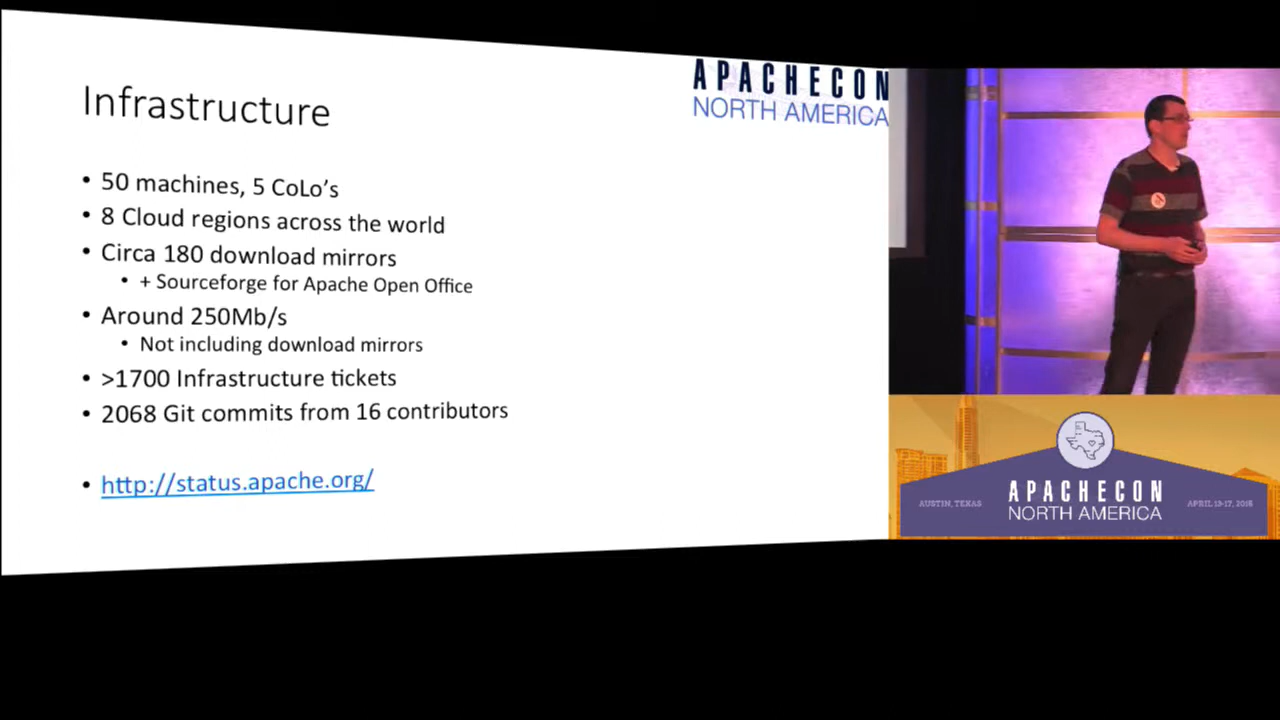 Infrastructure
APACHECON
NORTH AMERICA
• 50 machines, 5 CoLo's
• 8 Cloud regions across the world
• Circa 180 download mirrors
• + Sourceforge for Apache Open Office
• Around 250Mb/s
• Not including download mirrors
• >1700 Infrastructure tickets
• 2068 Git commits from 16 contributors
• http://status.apache.org/
AUSTIN, TEXAS
APACHECON
NORTH AMERICA
APRIL 13-17, 2015